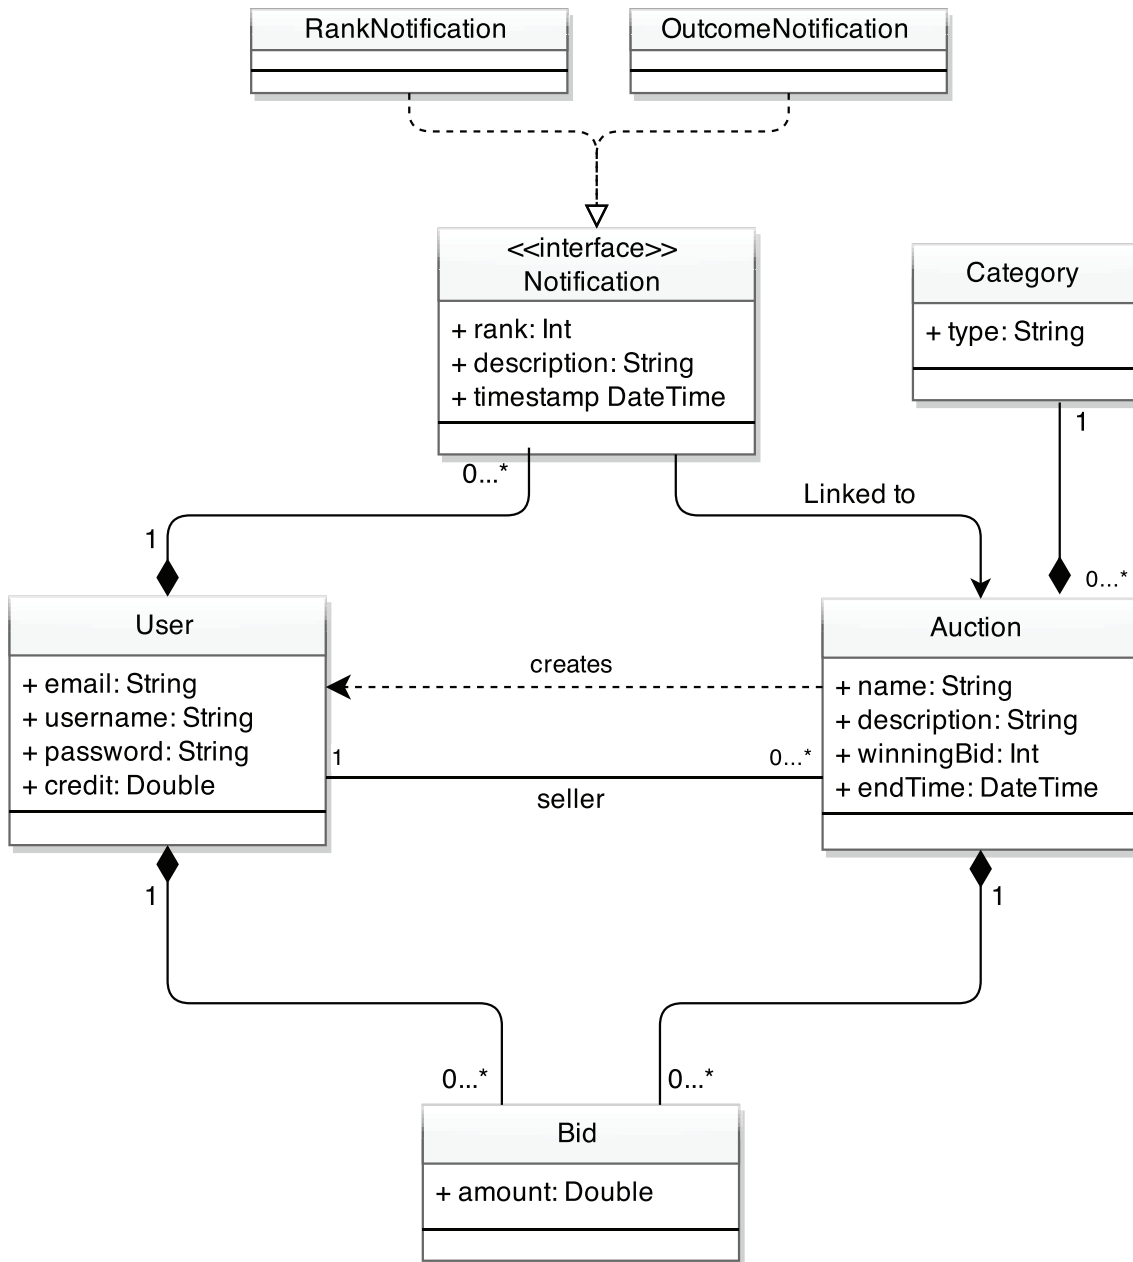 RankNotification
OutcomeNotification
<<interface>>
Notification
+ rank: Int
+ description: String
+ timestamp DateTime
Category
+ type: String
1
0...*
Linked to
1
0...*
User
+ email: String
+ username: String
+ password: String
+ credit: Double
creates
1
0...*
seller
Auction
+ name: String
+ description: String
+ winningBid: Int
+ endTime: DateTime
1
1
0...*
0...*
Bid
+ amount: Double